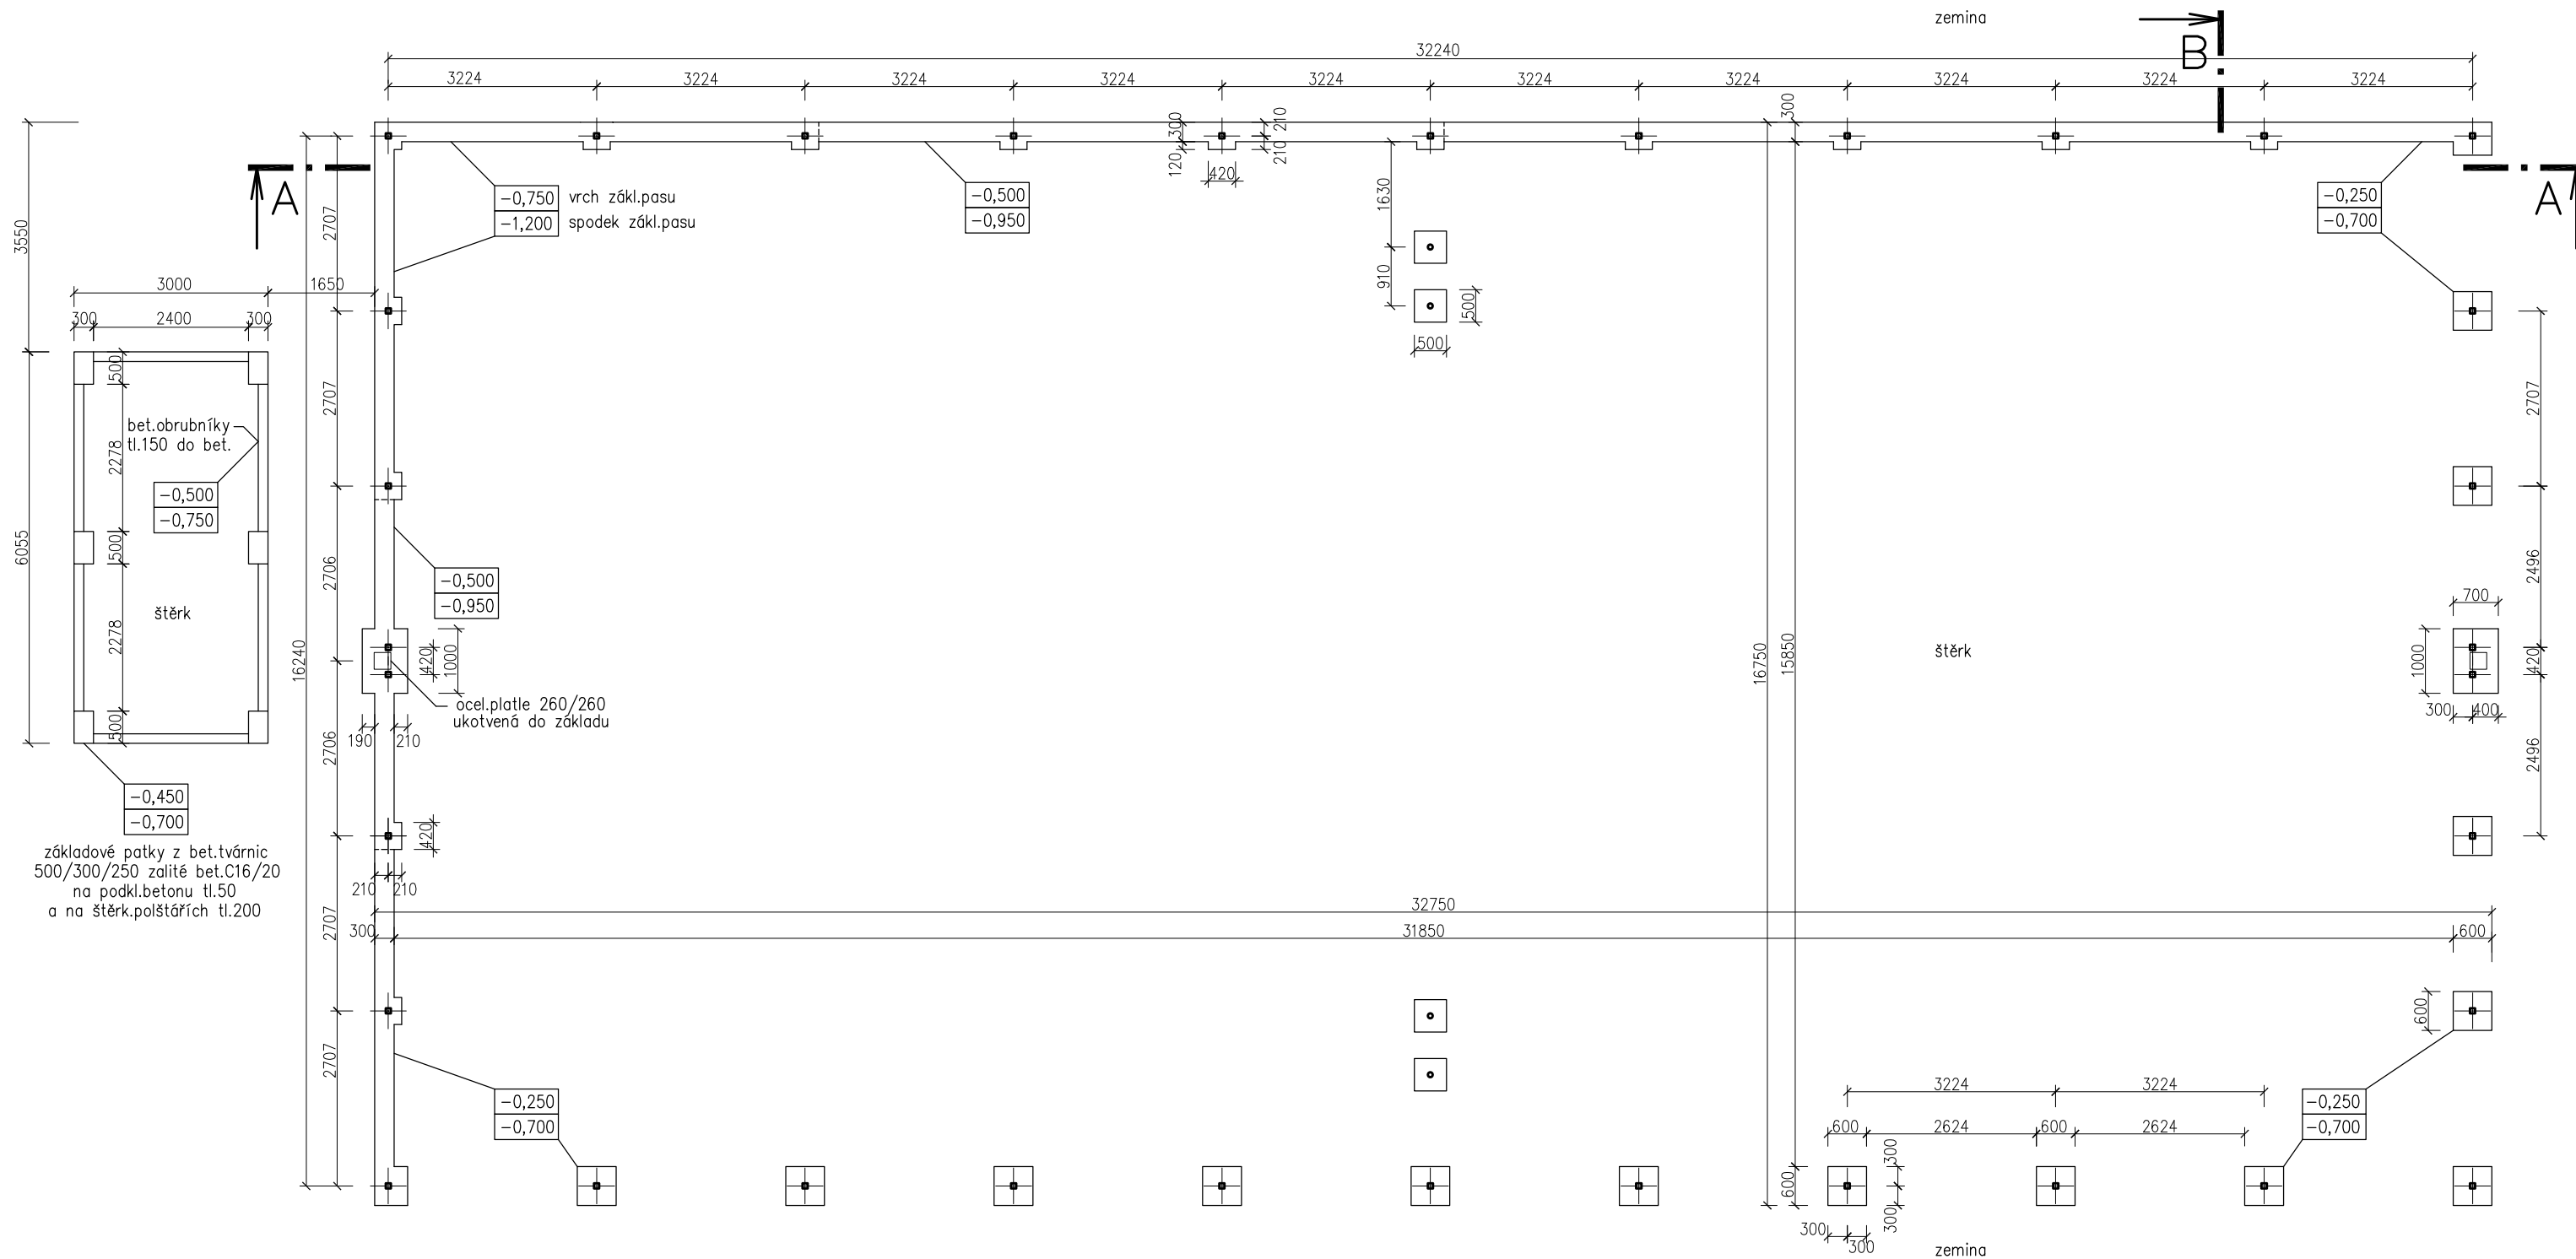 zemina
B
32240
3224 3224 3224 3224 3224 3224 3224 3224 3224 3224
300
300
210
120
210
420
A
A
3550
2707
-0,750 vrch zákl.pasu
-1,200 spodek zákl.pasu
-0,500
-0,950
1630
910
-0,250
-0,700
3000 1650
300 2400 300
500
500
500
2707
2707
bet.obrubníky
tl.150 do bet.
2278
-0,500
-0,750
2496
6055
500
2706
-0,500
-0,950
700
štěrk
2278
16240
420
1000
16750
15850
štěrk
1000
420
ocel.platle 260/260
ukotvená do základu
300 400
500
190 210
2706
2496
-0,450
-0,700
420
základové patky z bet.tvárnic
500/300/250 zalité bet.C16/20
na podkl.betonu tl.50
a na štěrk.polštářích tl.200
210 210
2707
32750
300 31850 600
600
2707
-0,250
-0,700
3224 3224
-0,250
-0,700
600 2624 600 2624
300
600
300
300
300
zemina